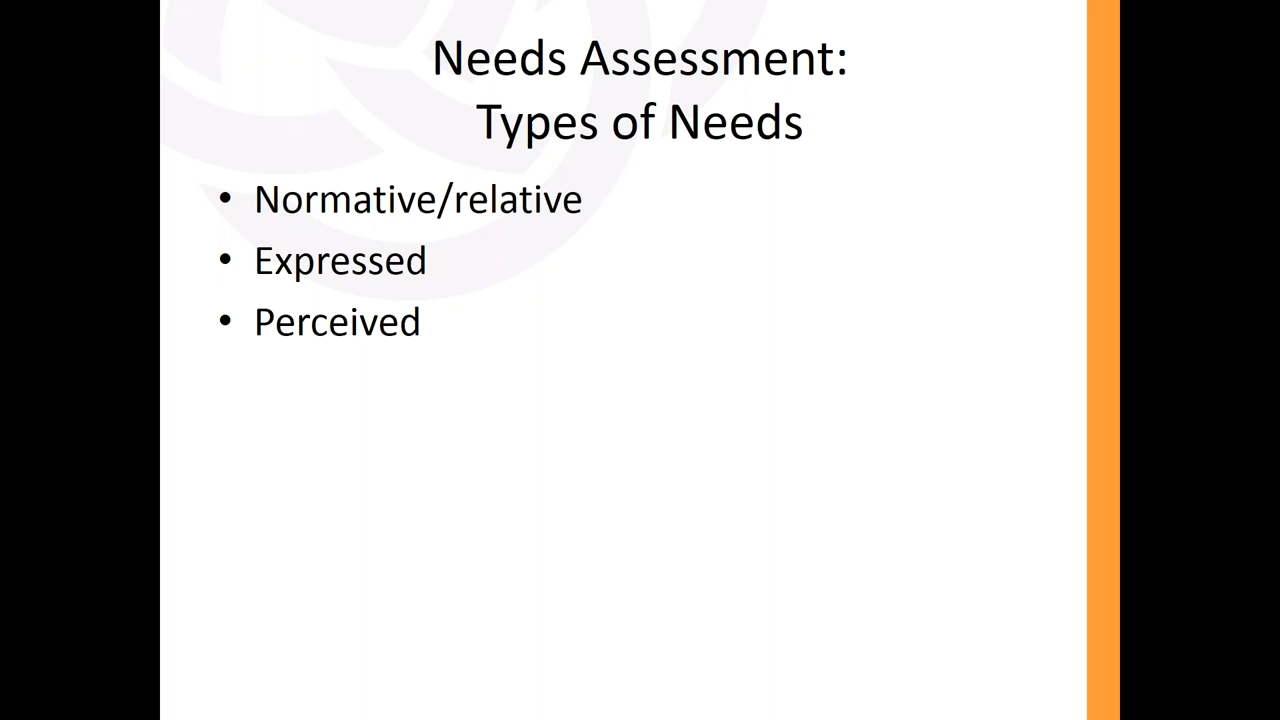 Needs Assessment:
Types of Needs
• Normative/relative
• Expressed
• Perceived